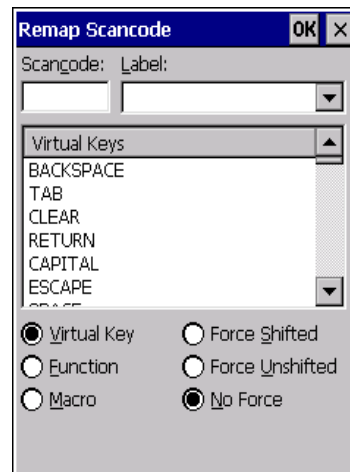 Remap Scancode OK ×
Scancode: Label:
Virtual Keys
BACKSPACE
TAB
CLEAR
RETURN
CAPITAL
ESCAPE
Virtual Key Force Shifted
Function Force Unshifted
Macro No Force